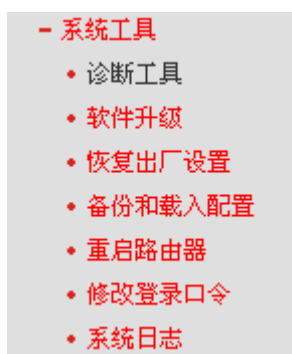 - 系统工具
• 诊断工具
• 软件升级
• 恢复出厂设置
• 备份和载入配置
• 重启路由器
• 修改登录口令
• 系统日志